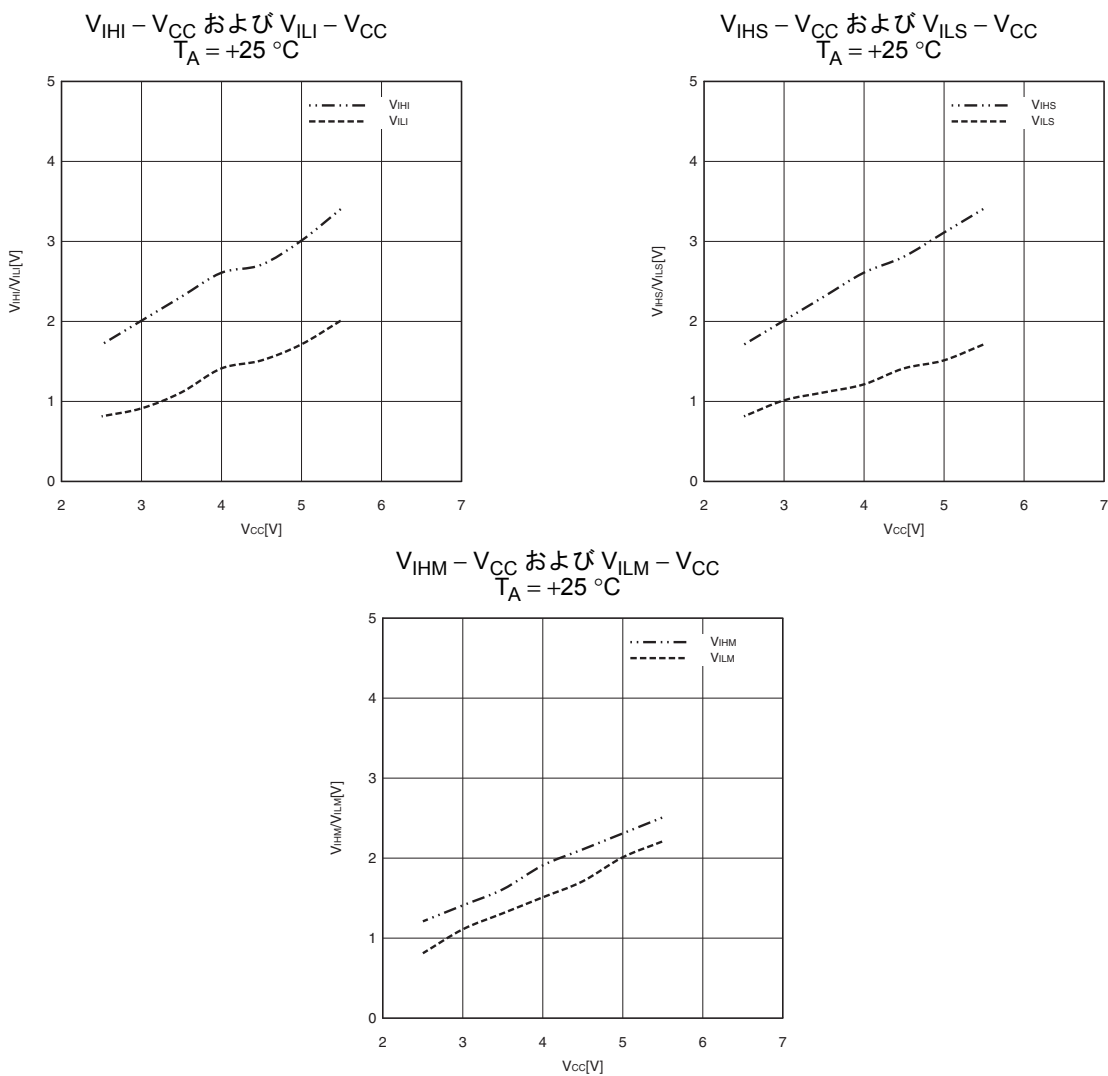 VIHI – VCC および VILI – VCC
TA = +25 °C
5
4
3
2
1
0
VIHI/VILI[V]
VIHI
VILI
2 3 4 5 6 7
VCC[V]
VIHS – VCC および VILS – VCC
TA = +25 °C
5
4
3
2
1
0
VIHS/VILS[V]
VIHS
VILS
2 3 4 5 6 7
VCC[V]
VIHM – VCC および VILM – VCC
TA = +25 °C
5
4
3
2
1
0
VIHM/VILM[V]
VIHM
VILM
2 3 4 5 6 7
VCC[V]